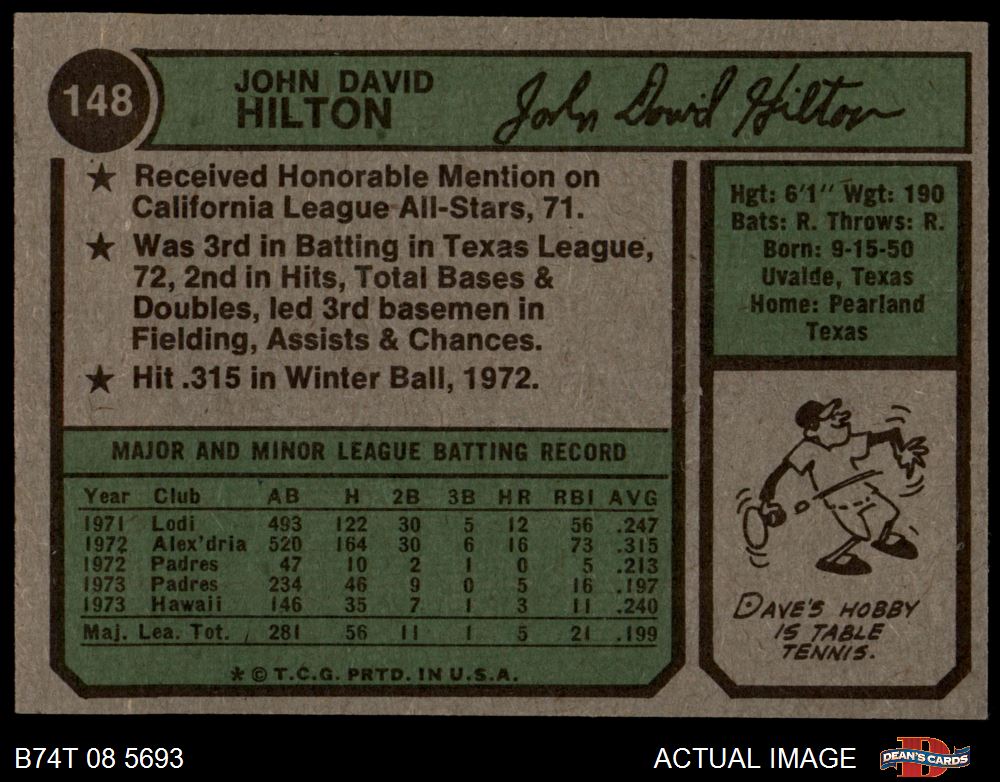 148
JOHN DAVID
HILTON
John David Hilton
★ Received Honorable Mention on
California League All-Stars, 71.
★ Was 3rd in Batting in Texas League,
72, 2nd in Hits, Total Bases &
Doubles, led 3rd basemen in
Fielding, Assists & Chances.
★ Hit .315 in Winter Ball, 1972.
Hgt: 6'1" Wgt: 190
Bats: R. Throws: R.
Born: 9-15-50
Uvalde, Texas
Home: Pearland
Texas
MAJOR AND MINOR LEAGUE BATTING RECORD
Year Club AB H 2B 3B HR RBI AVG
1971 Lodi 493 122 30 5 12 56 .247
1972 Alex'dria 520 164 30 6 16 73 .315
1972 Padres 47 10 2 1 0 5 .213
1973 Padres 234 46 9 0 5 16 .197
1973 Hawaii 146 35 7 1 3 11 .240
Maj. Lea. Tot. 281 56 11 1 5 21 .199
* © T.C.G. PRTD. IN U.S.A.
DAVE'S HOBBY
IS TABLE
TENNIS.
B74T 08 5693
ACTUAL IMAGE
DEAN'S CARDS